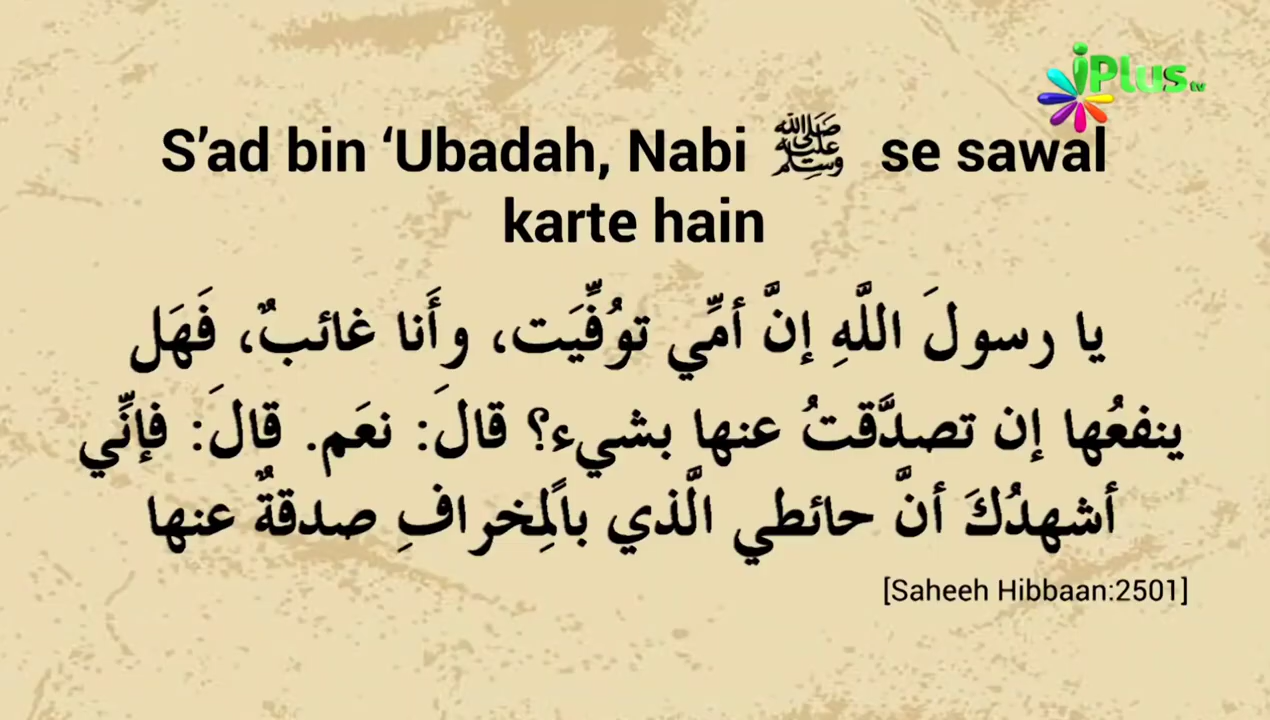 iPlus tv
S’ad bin ‘Ubadah, Nabi ﷺ se sawal
karte hain
يا رسولَ اللَّهِ إنَّ أمِّي توُفِّيَت، وأَنا غائبٌ، فَهَل
ينفعُها إن تصدَّقتُ عنها بشيء؟ قالَ: نعَم. قالَ: فإنِّي
أشهدُكَ أنَّ حائطي الَّذي بالمِخرافِ صدقةٌ عنها
[Saheeh Hibbaan:2501]